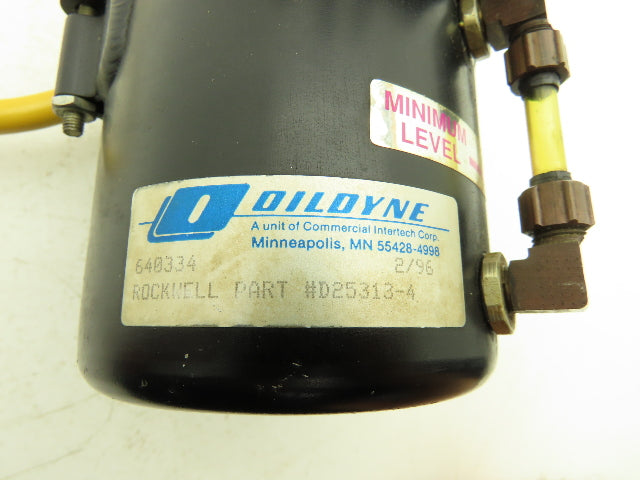 MINIMUM
LEVEL
OILDYNE
A unit of Commercial Intertech Corp.
Minneapolis, MN 55428-4998
640334 2/96
ROCKWELL PART #D25313-4